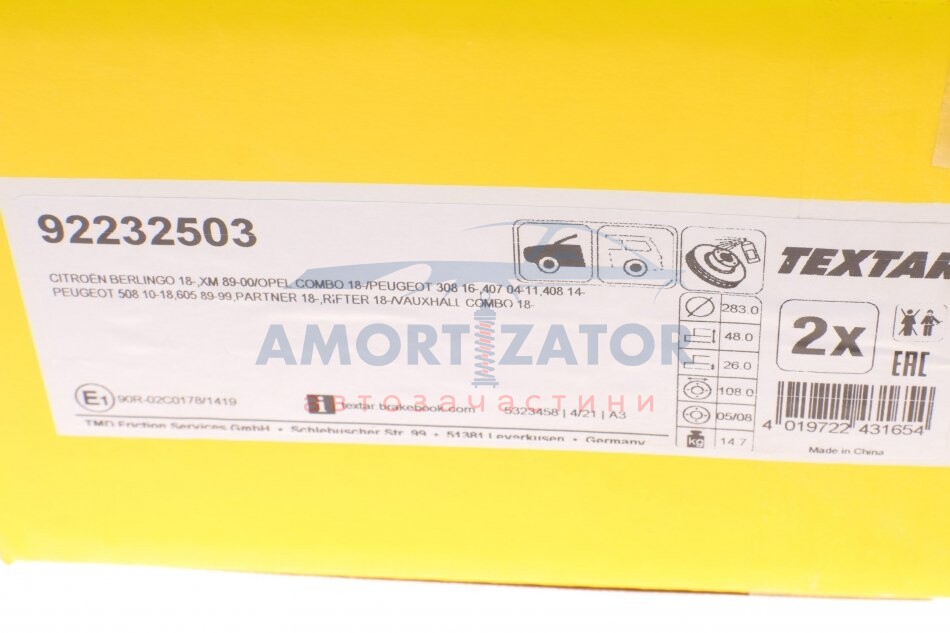 92232503
TEXTAR
CITROËN BERLINGO 18-,XM 89-00/OPEL COMBO 18-/PEUGEOT 308 16-,407 04-11,408 14-
PEUGEOT 508 10-18,605 89-99,PARTNER 18-,RIFTER 18-/VAUXHALL COMBO 18-
283.0
48.0
26.0
108.0
05/08
kg 14.7
2x
EAC
AMORTIZATOR
автозапчастини
E1 90R-02C0178/1419
i textar.brakebook.com 5323458 | 4/21 | A3
TMD Friction Services GmbH • Schlebuscher Str. 99 • 51381 Leverkusen • Germany
4 019722 431654
Made in China